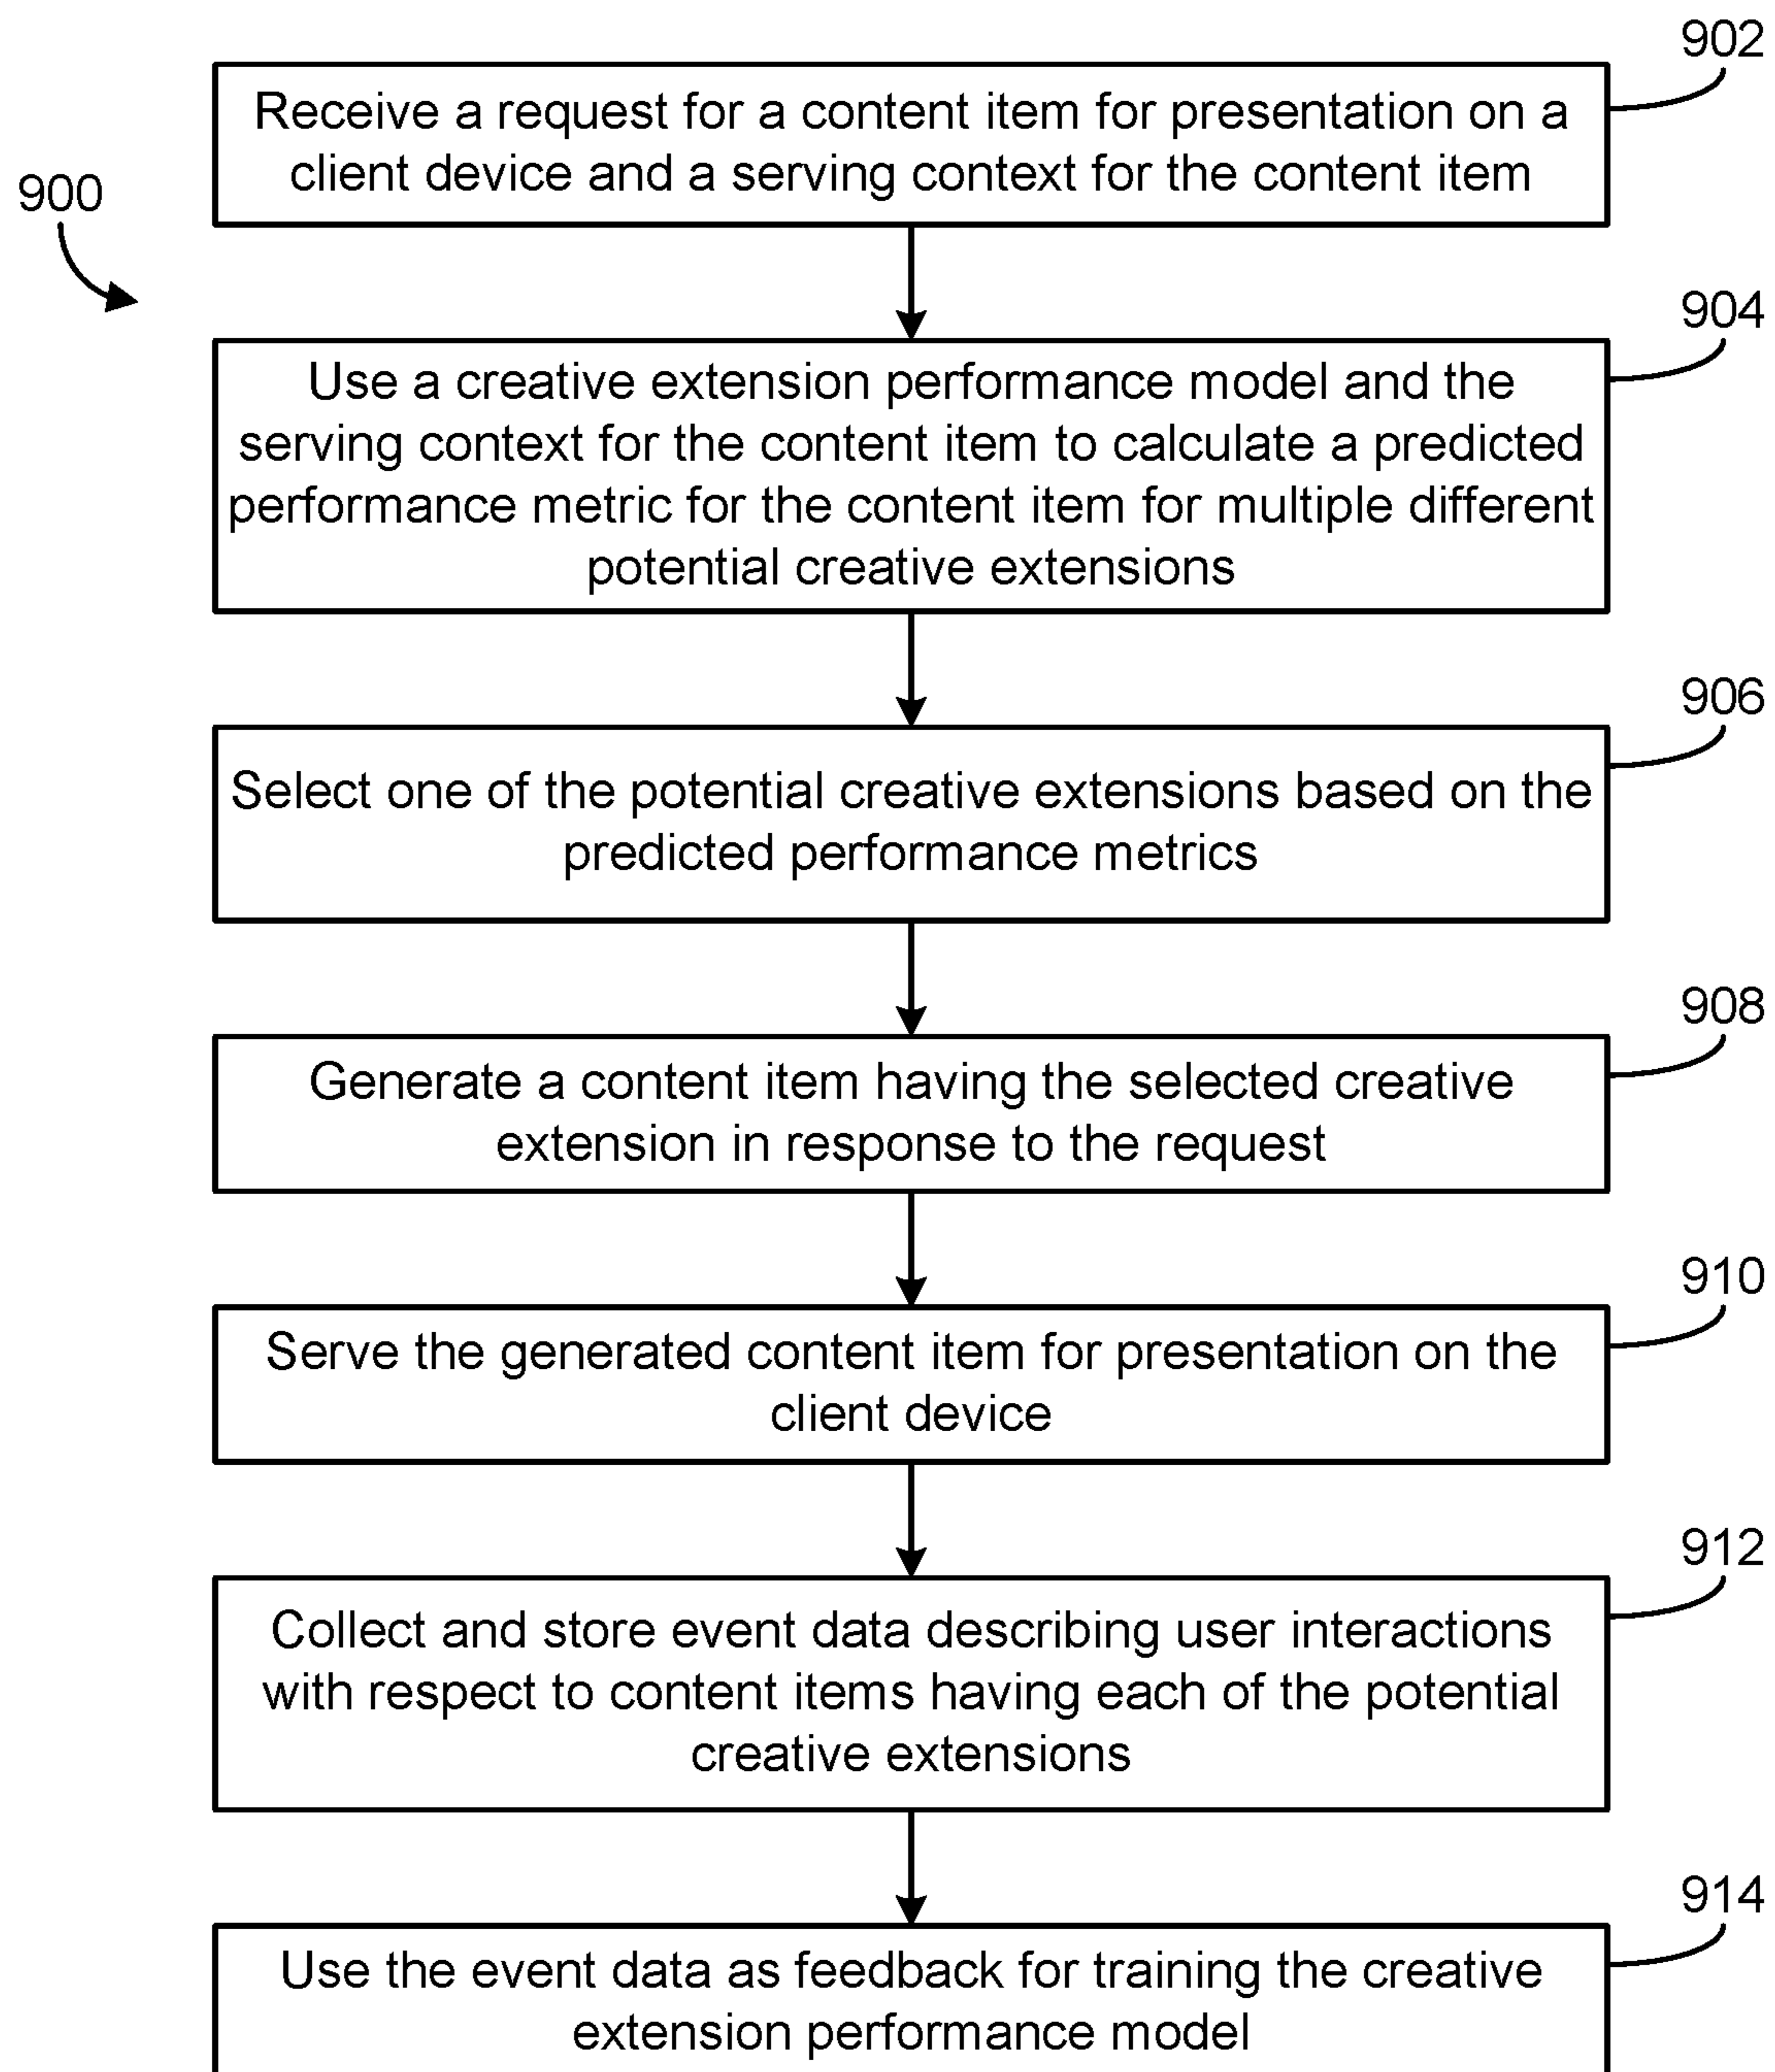 902
Receive a request for a content item for presentation on a
client device and a serving context for the content item
900
904
Use a creative extension performance model and the
serving context for the content item to calculate a predicted
performance metric for the content item for multiple different
potential creative extensions
906
Select one of the potential creative extensions based on the
predicted performance metrics
908
Generate a content item having the selected creative
extension in response to the request
910
Serve the generated content item for presentation on the
client device
912
Collect and store event data describing user interactions
with respect to content items having each of the potential
creative extensions
914
Use the event data as feedback for training the creative
extension performance model